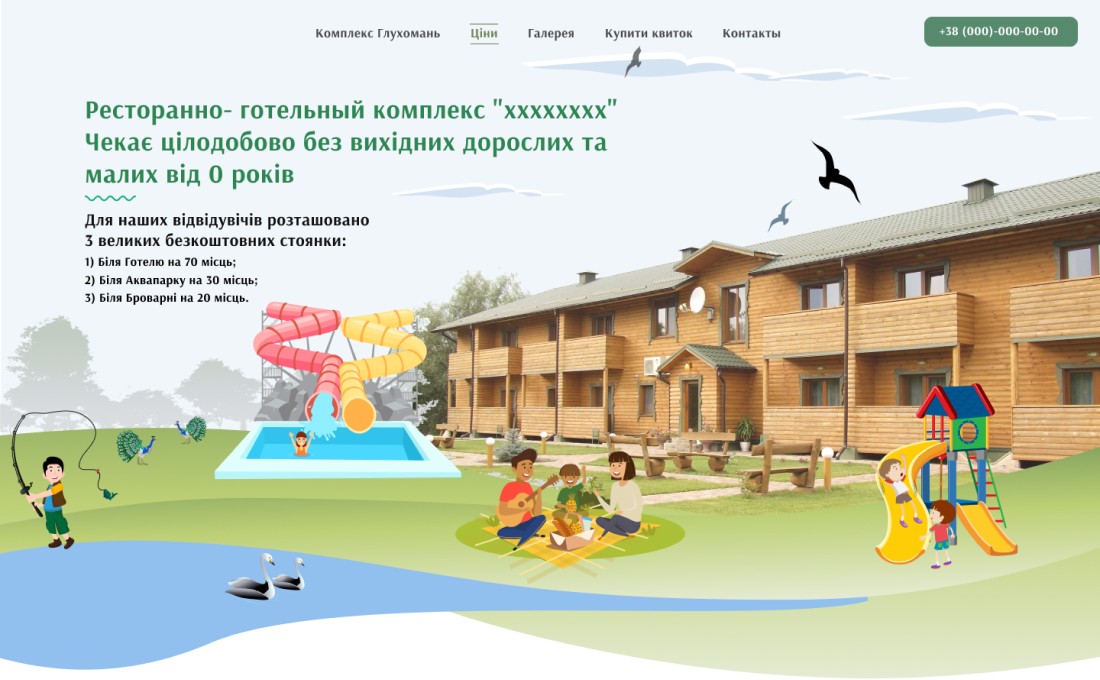 Комплекс Глухомань Ціни Галерея Купити квиток Контакты +38 (000)-000-00-00
Ресторанно- готельный комплекс "xxxxxxxx"
Чекає цілодобово без вихідних дорослих та
малих від 0 років
Для наших відвідувічів розташовано
3 великих безкоштовних стоянки:
1) Біля Готелю на 70 місць;
2) Біля Аквапарку на 30 місць;
3) Біля Броварні на 20 місць.